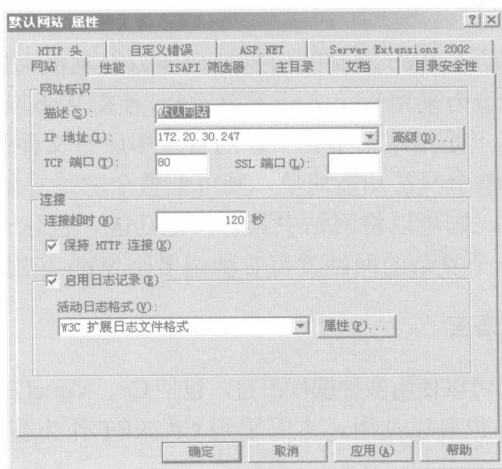 默认网站 属性
HTTP 头 自定义错误 ASP.NET Server Extensions 2002
网站 性能 ISAPI 筛选器 主目录 文档 目录安全性
网站标识
描述(S): 默认网站
IP 地址(I): 172.20.30.247 高级(D)...
TCP 端口(T): 80 SSL 端口(L):
连接
连接超时(N): 120 秒
保持 HTTP 连接(K)
启用日志记录(E)
活动日志格式(V):
W3C 扩展日志文件格式 属性(P)...
确定 取消 应用(A) 帮助